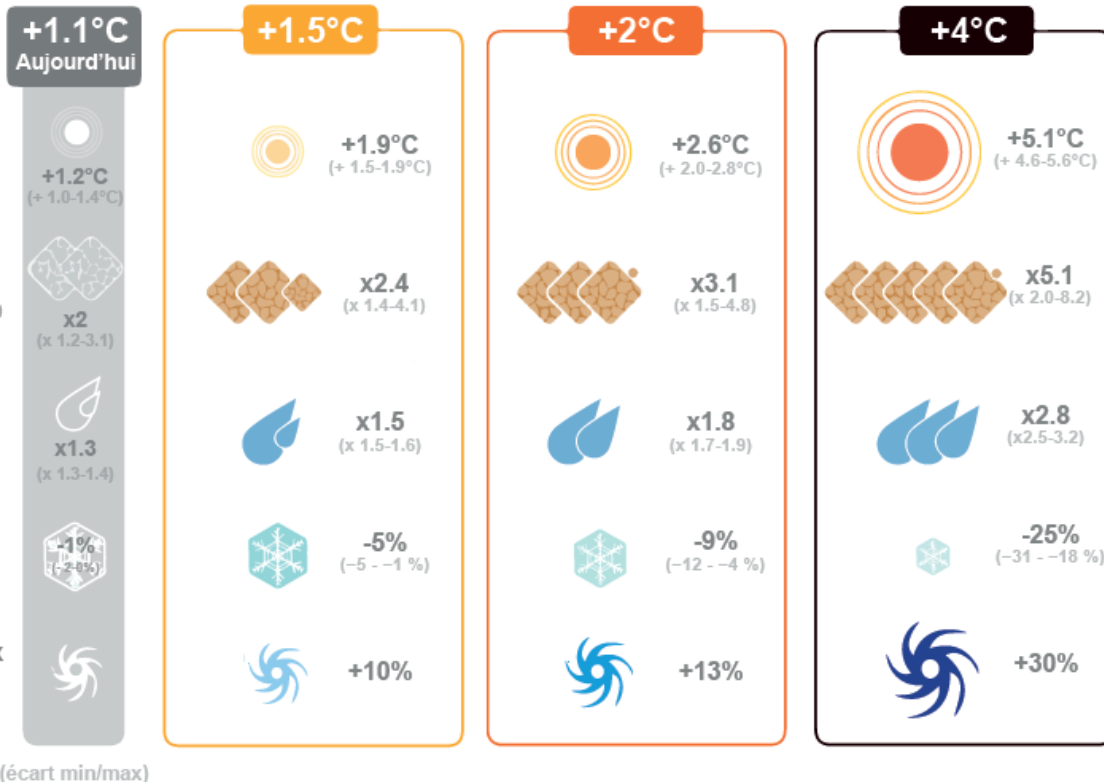 +1.1°C
Aujourd'hui
+1.2°C
(+ 1.0-1.4°C)
x2
(x 1.2-3.1)
x1.3
(x 1.3-1.4)
-1%
(−2-0%)
+1.5°C
+1.9°C
(+ 1.5-1.9°C)
x2.4
(x 1.4-4.1)
x1.5
(x 1.5-1.6)
-5%
(−5 - −1 %)
+10%
+2°C
+2.6°C
(+ 2.0-2.8°C)
x3.1
(x 1.5-4.8)
x1.8
(x 1.7-1.9)
-9%
(−12 - −4 %)
+13%
+4°C
+5.1°C
(+ 4.6-5.6°C)
x5.1
(x 2.0-8.2)
x2.8
(x2.5-3.2)
-25%
(−31 - −18 %)
+30%
(écart min/max)